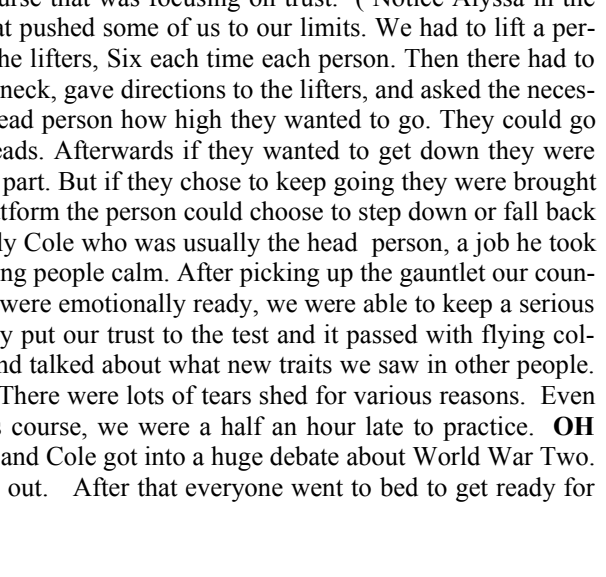 urse that was focusing on trust. ( Notice Alyssa in the
at pushed some of us to our limits. We had to lift a per-
he lifters, Six each time each person. Then there had to
neck, gave directions to the lifters, and asked the neces-
ead person how high they wanted to go. They could go
eads. Afterwards if they wanted to get down they were
part. But if they chose to keep going they were brought
tform the person could choose to step down or fall back
ly Cole who was usually the head person, a job he took
ng people calm. After picking up the gauntlet our coun-
were emotionally ready, we were able to keep a serious
y put our trust to the test and it passed with flying col-
nd talked about what new traits we saw in other people.
There were lots of tears shed for various reasons. Even
s course, we were a half an hour late to practice. OH
and Cole got into a huge debate about World War Two.
out. After that everyone went to bed to get ready for